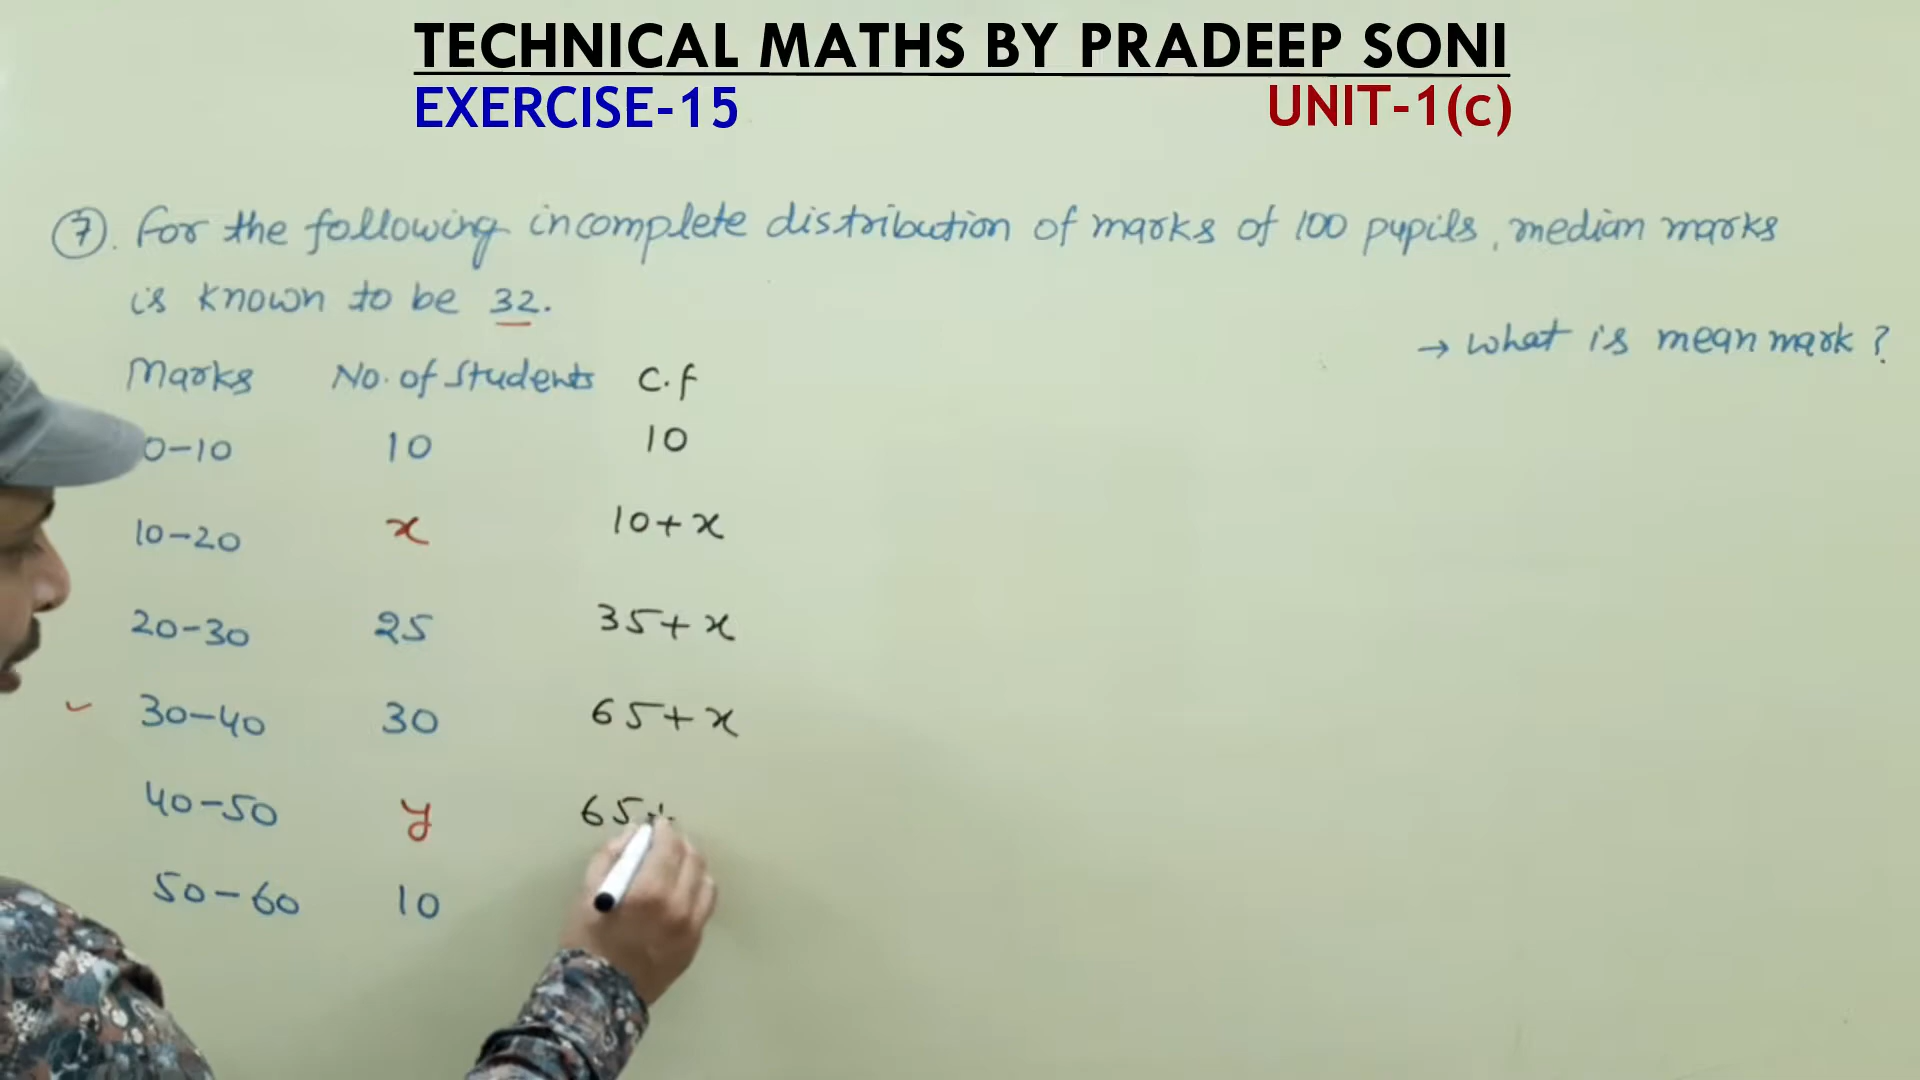 TECHNICAL MATHS BY PRADEEP SONI
EXERCISE-15 UNIT-1(c)
7. For the following incomplete distribution of marks of 100 pupils, median marks
is known to be 32.
→ what is mean mark?
Marks No. of Students C.f
0-10 10 10
10-20 x 10+x
20-30 25 35+x
30-40 30 65+x
40-50 y 65+
50-60 10